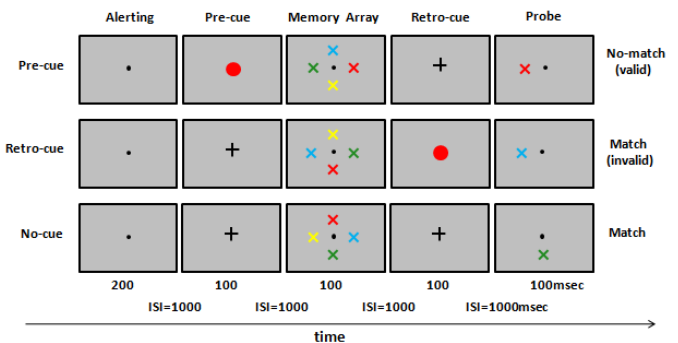 Alerting Pre-cue Memory Array Retro-cue Probe
Pre-cue No-match
(valid)
Retro-cue Match
(invalid)
No-cue Match
200 100 100 100 100msec
ISI=1000 ISI=1000 ISI=1000 ISI=1000msec
time